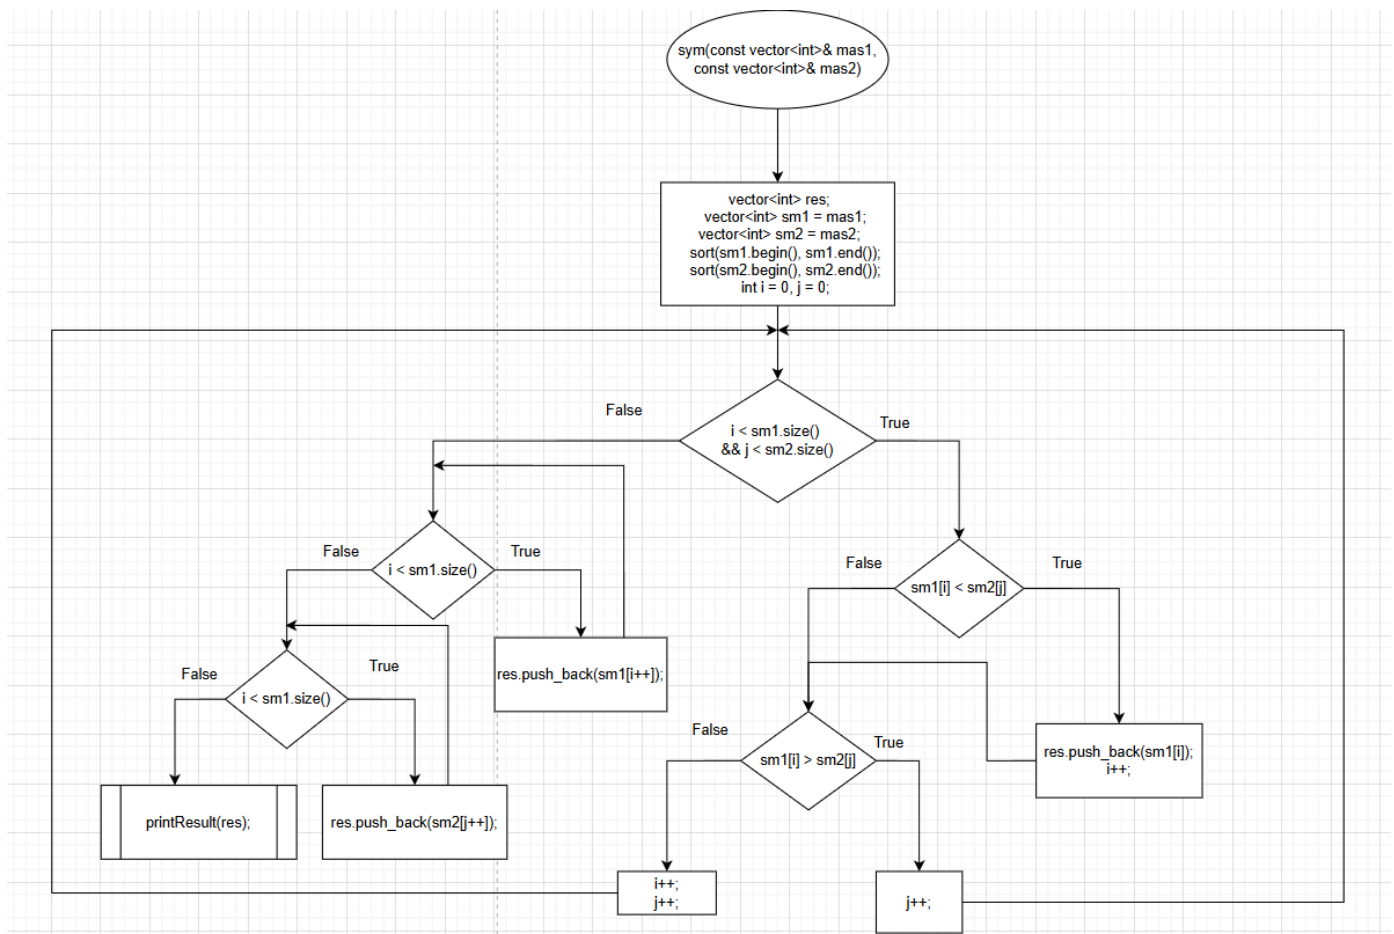 sym(const vector<int>& mas1,
const vector<int>& mas2)
vector<int> res;
vector<int> sm1 = mas1;
vector<int> sm2 = mas2;
sort(sm1.begin(), sm1.end());
sort(sm2.begin(), sm2.end());
int i = 0, j = 0;
False
True
i < sm1.size()
&& j < sm2.size()
False
True
i < sm1.size()
False
True
sm1[i] < sm2[j]
res.push_back(sm1[i++]);
False
True
i < sm1.size()
False
True
sm1[i] > sm2[j]
res.push_back(sm1[i]);
i++;
printResult(res);
res.push_back(sm2[j++]);
i++;
j++;
j++;